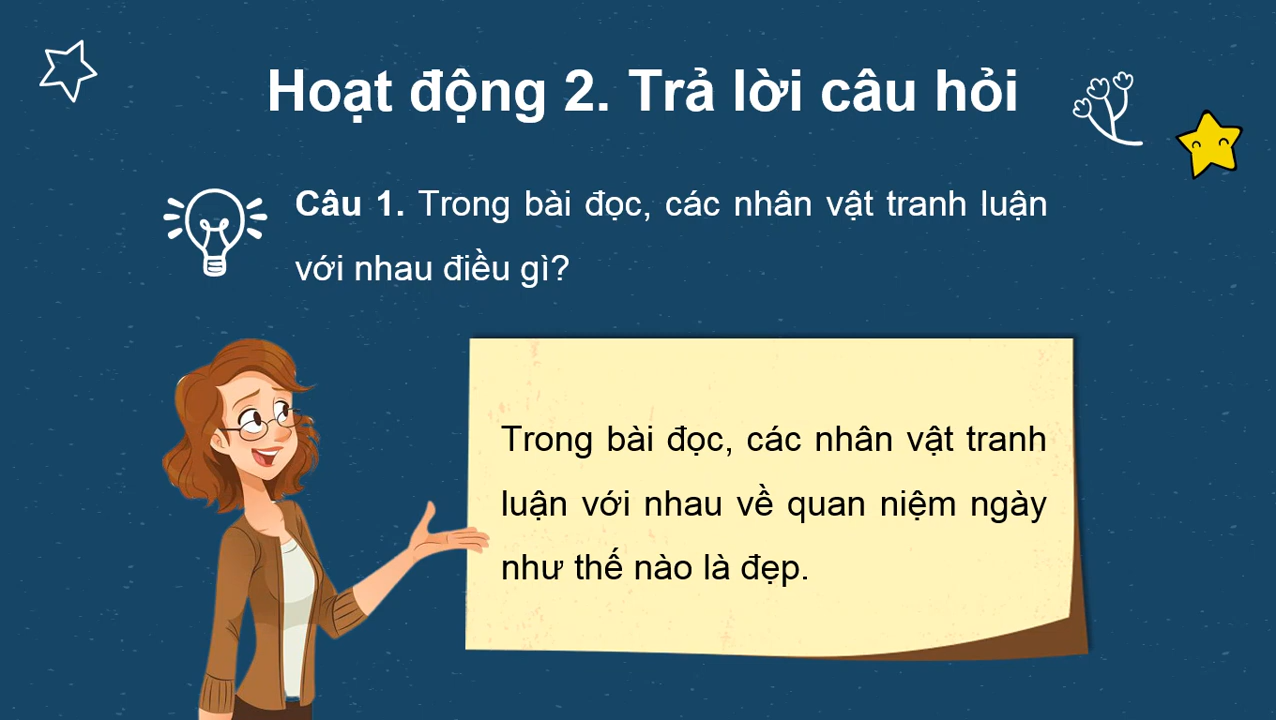 Hoạt động 2. Trả lời câu hỏi
Câu 1. Trong bài đọc, các nhân vật tranh luận
với nhau điều gì?
Trong bài đọc, các nhân vật tranh
luận với nhau về quan niệm ngày
như thế nào là đẹp.